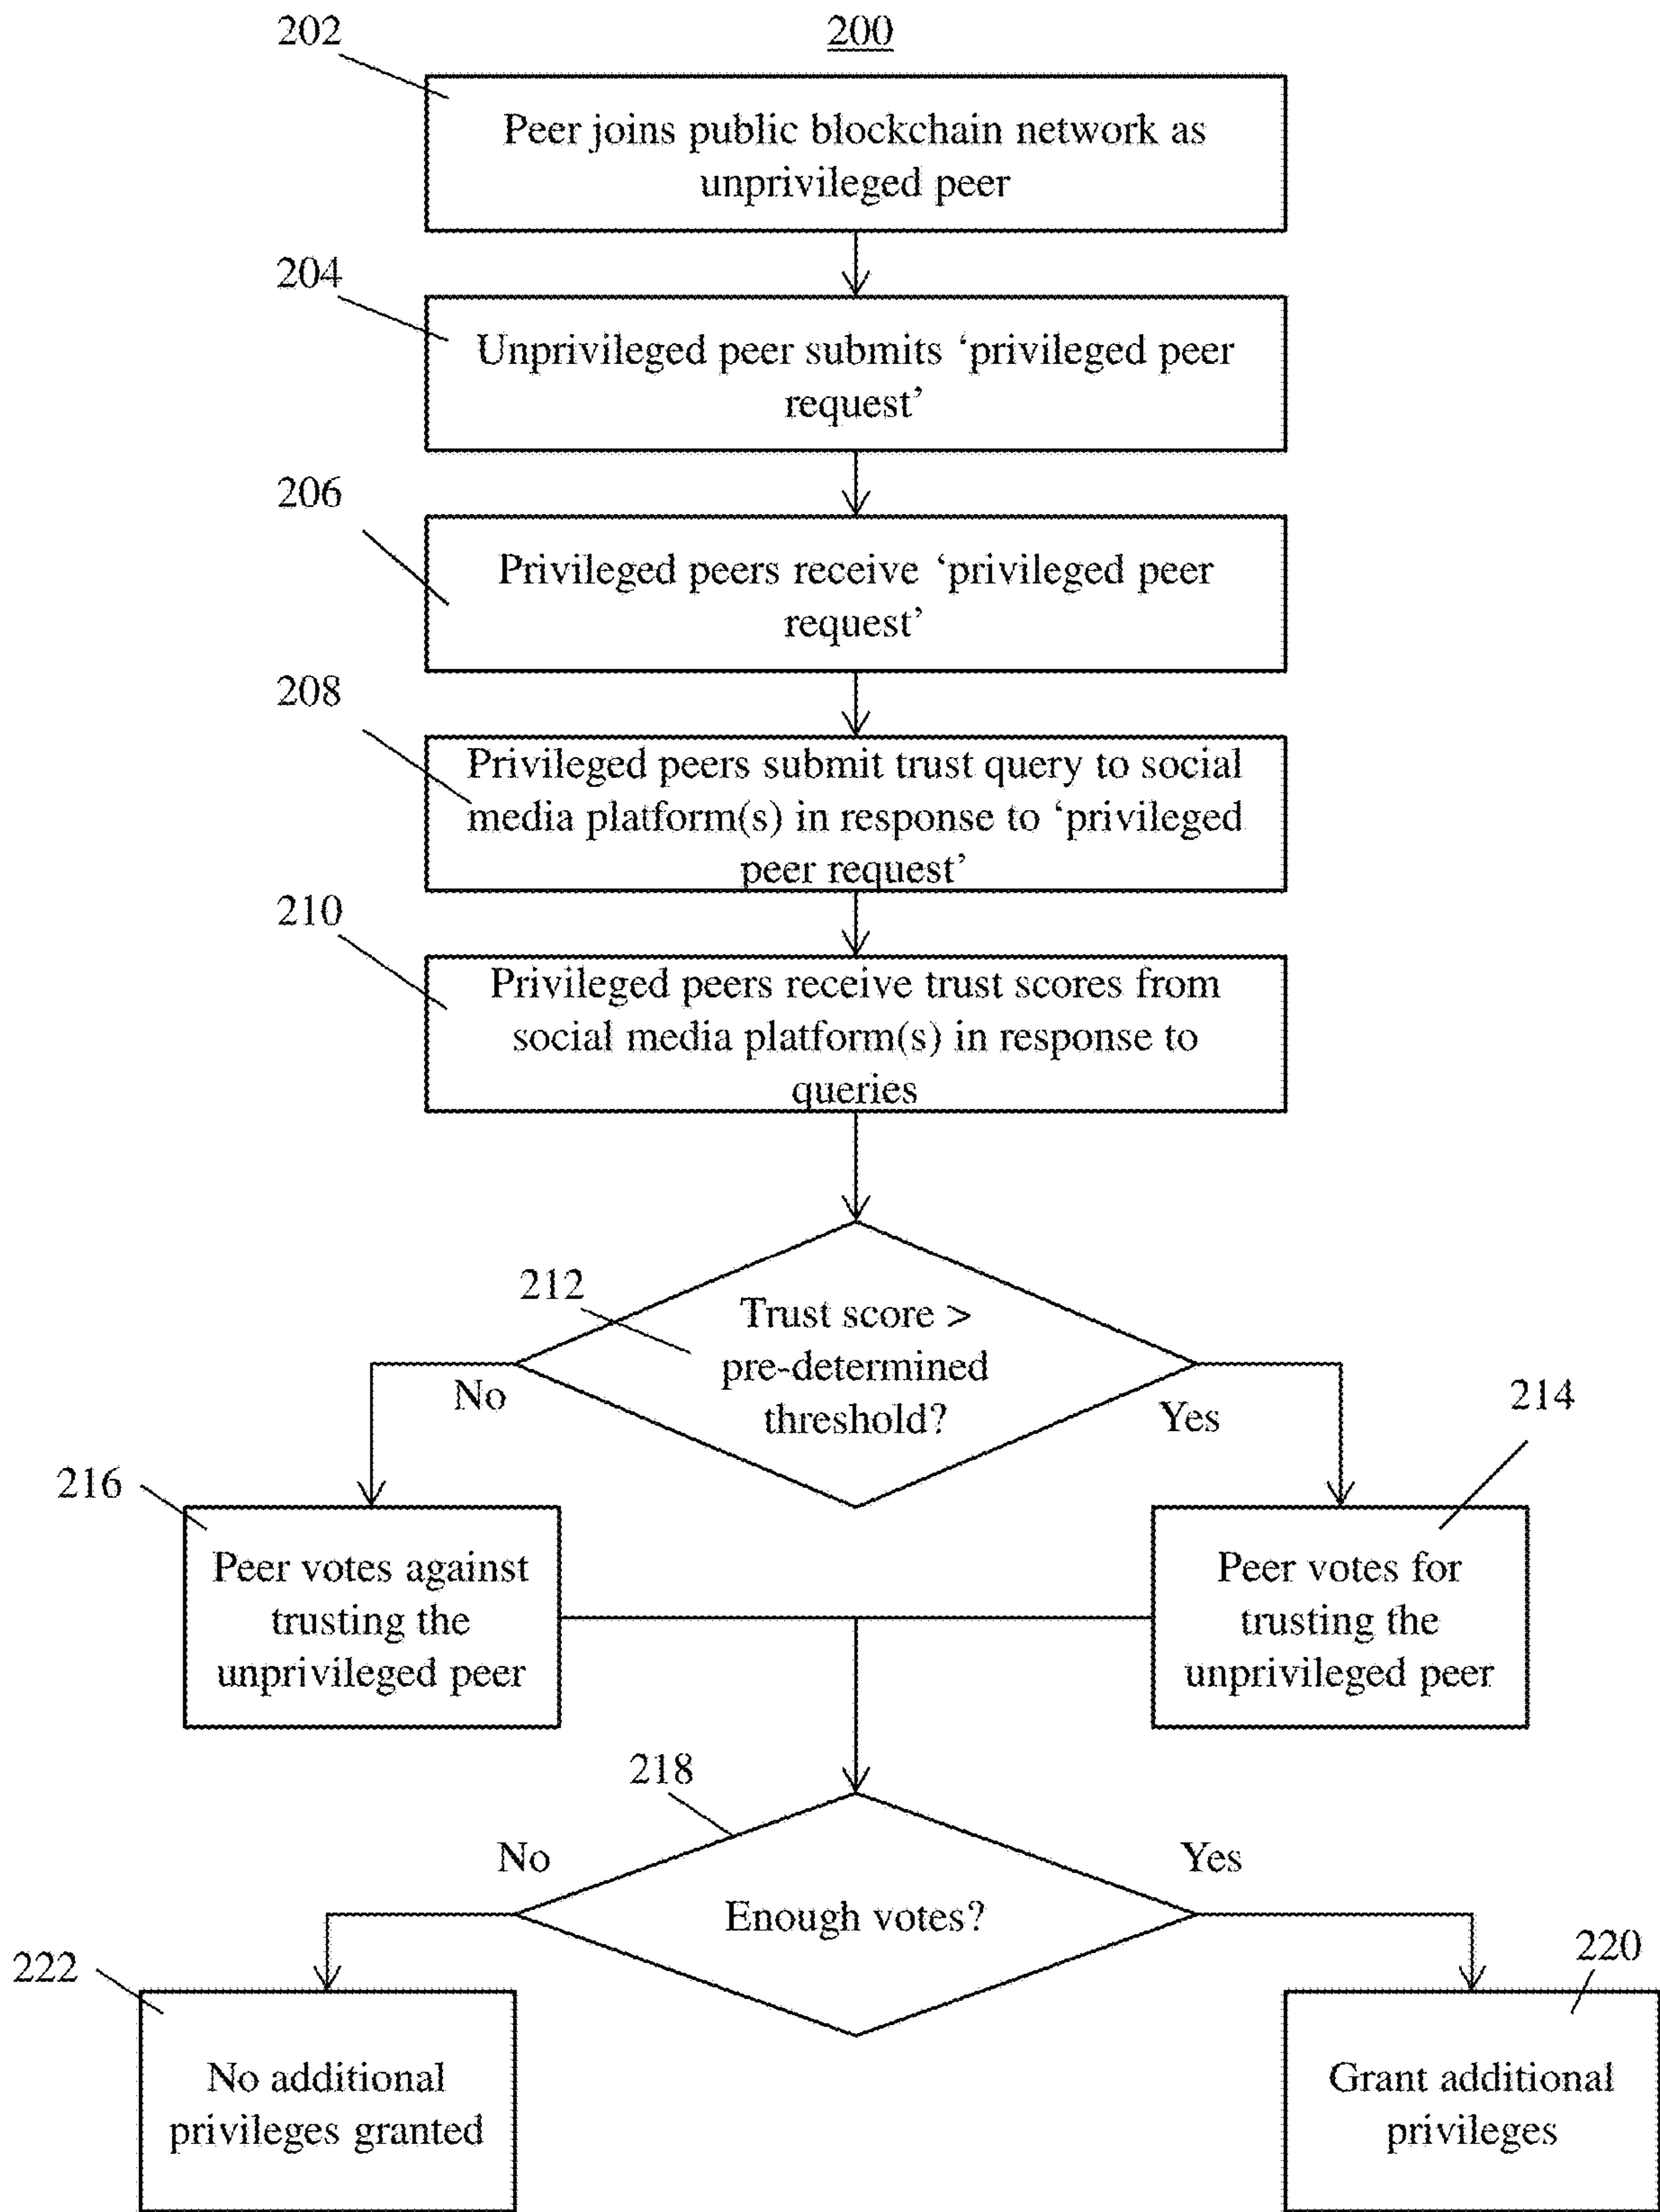 200
202
Peer joins public blockchain network as
unprivileged peer
204
Unprivileged peer submits ‘privileged peer
request’
206
Privileged peers receive ‘privileged peer
request’
208
Privileged peers submit trust query to social
media platform(s) in response to ‘privileged
peer request’
210
Privileged peers receive trust scores from
social media platform(s) in response to
queries
212
Trust score >
pre-determined
threshold?
No
Yes
214
216
Peer votes against
trusting the
unprivileged peer
Peer votes for
trusting the
unprivileged peer
218
No
Yes
Enough votes?
222
220
No additional
privileges granted
Grant additional
privileges